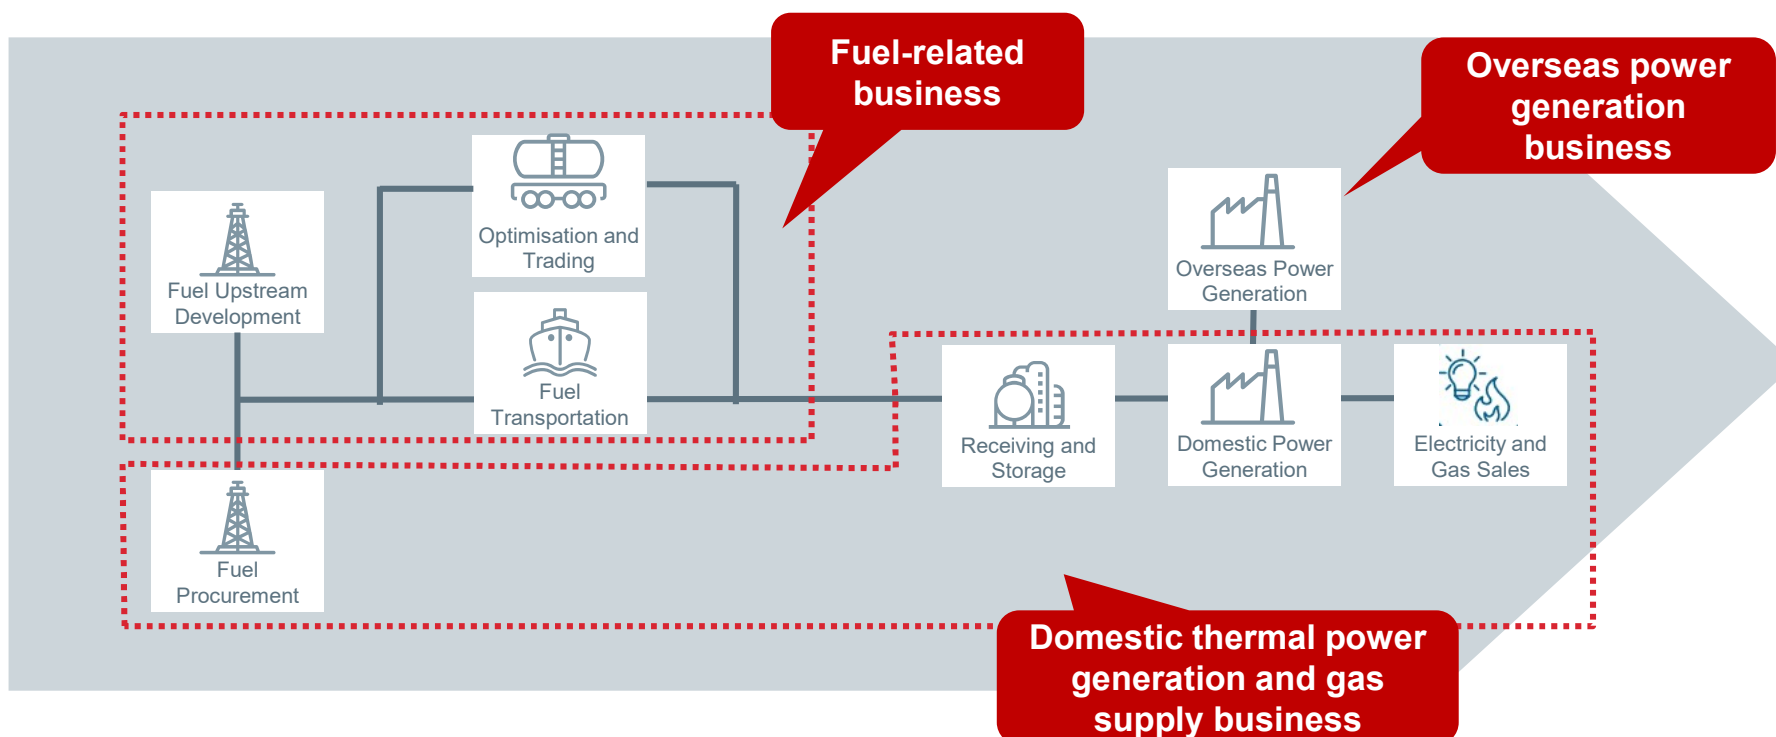 Fuel-related
business
Overseas power
generation
business
Optimisation and
Trading
Fuel Upstream
Development
Overseas Power
Generation
Fuel
Transportation
Receiving and
Storage
Domestic Power
Generation
Electricity and
Gas Sales
Fuel
Procurement
Domestic thermal power
generation and gas
supply business